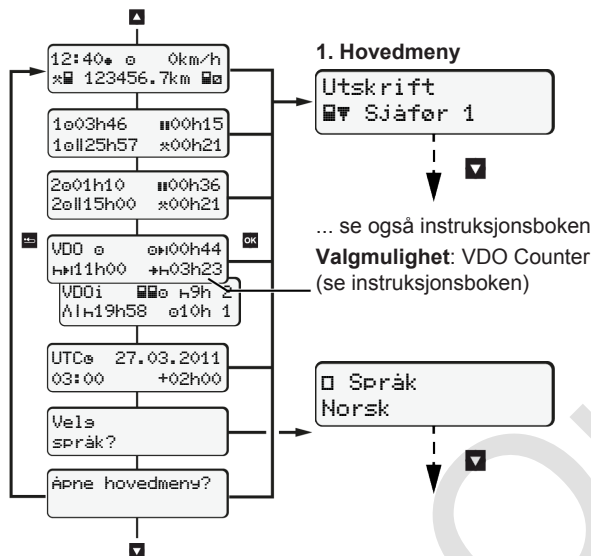 12:40 0km/h
123456.7km
1 03h46 00h15
1 25h57 00h21
2 01h10 00h36
2 15h00 00h21
VDO 00h44
11h00 03h23
VDOi 9h 2
19h58 10h 1
UTC 27.03.2011
03:00 +02h00
Velg
språk?
Åpne hovedmeny?
OK
1. Hovedmeny
Utskrift
Sjåfør 1
... se også instruksjonsboken
Valgmulighet: VDO Counter
(se instruksjonsboken)
Språk
Norsk